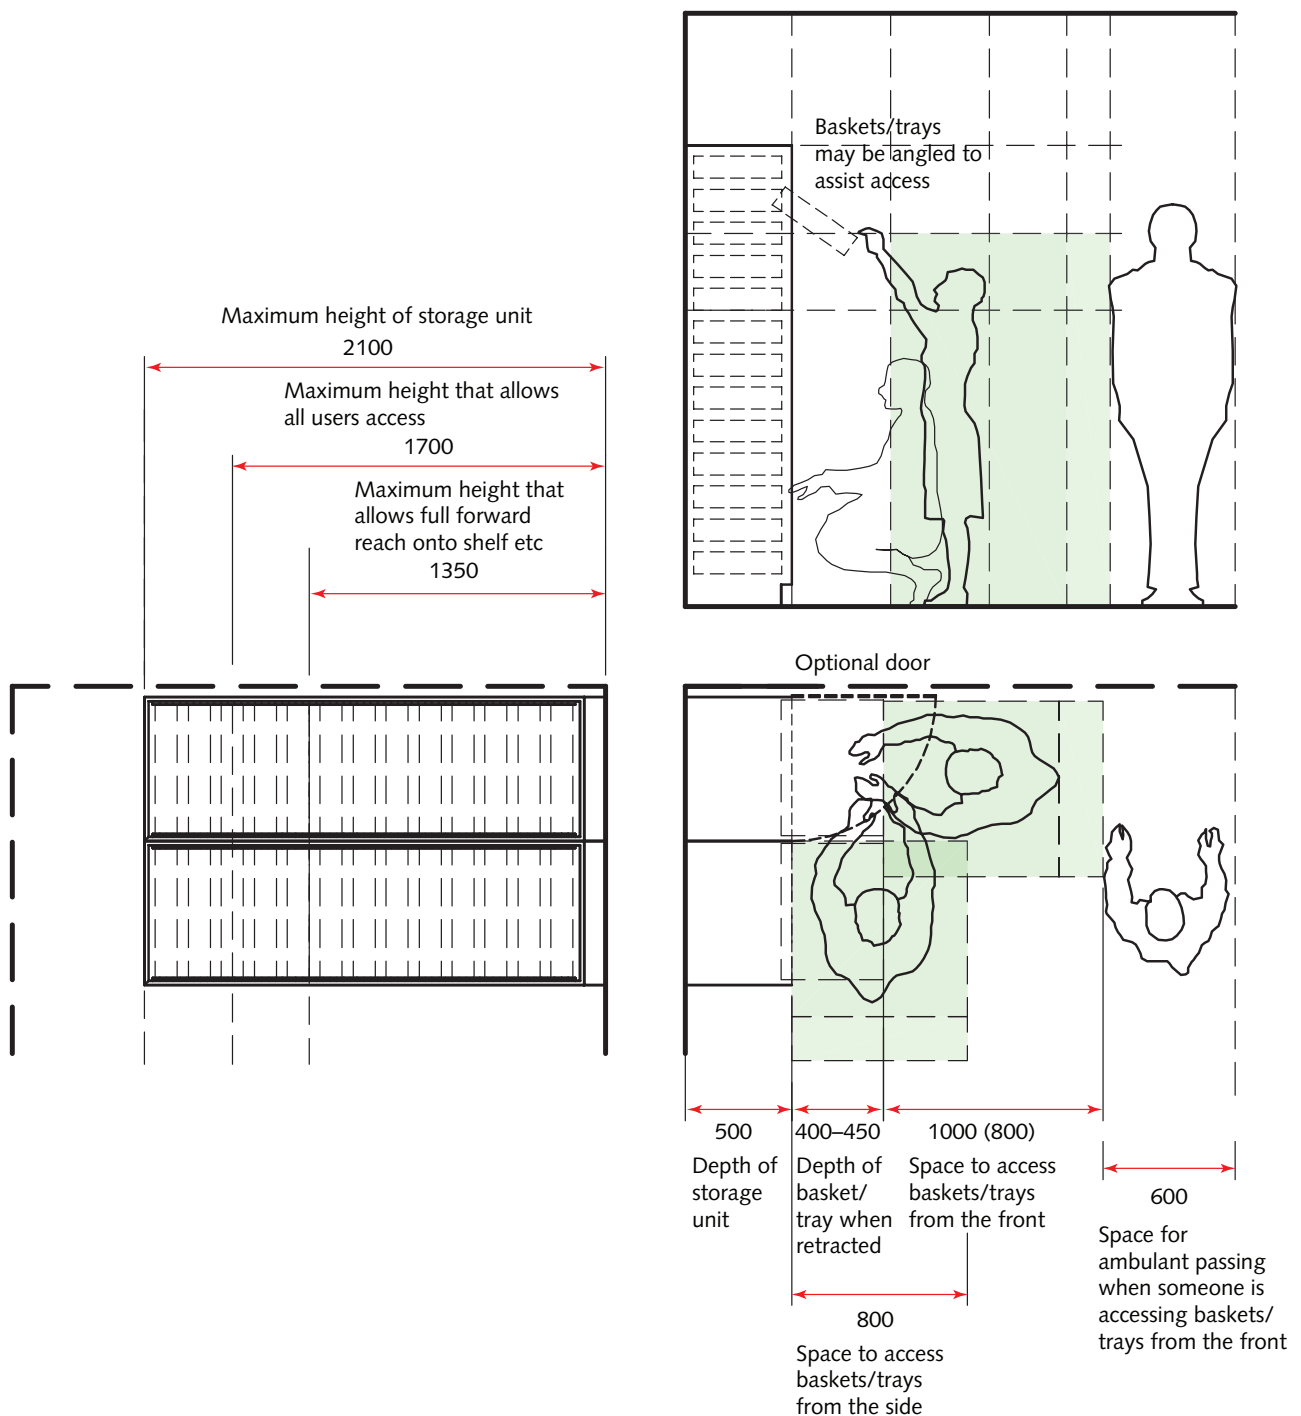 Baskets/trays
may be angled to
assist access
Maximum height of storage unit
2100
Maximum height that allows
all users access
1700
Maximum height that
allows full forward
reach onto shelf etc
1350
Optional door
500
Depth of
storage
unit
400–450
Depth of
basket/
tray when
retracted
1000 (800)
Space to access
baskets/trays
from the front
600
Space for
ambulant passing
when someone is
accessing baskets/
trays from the front
800
Space to access
baskets/trays
from the side